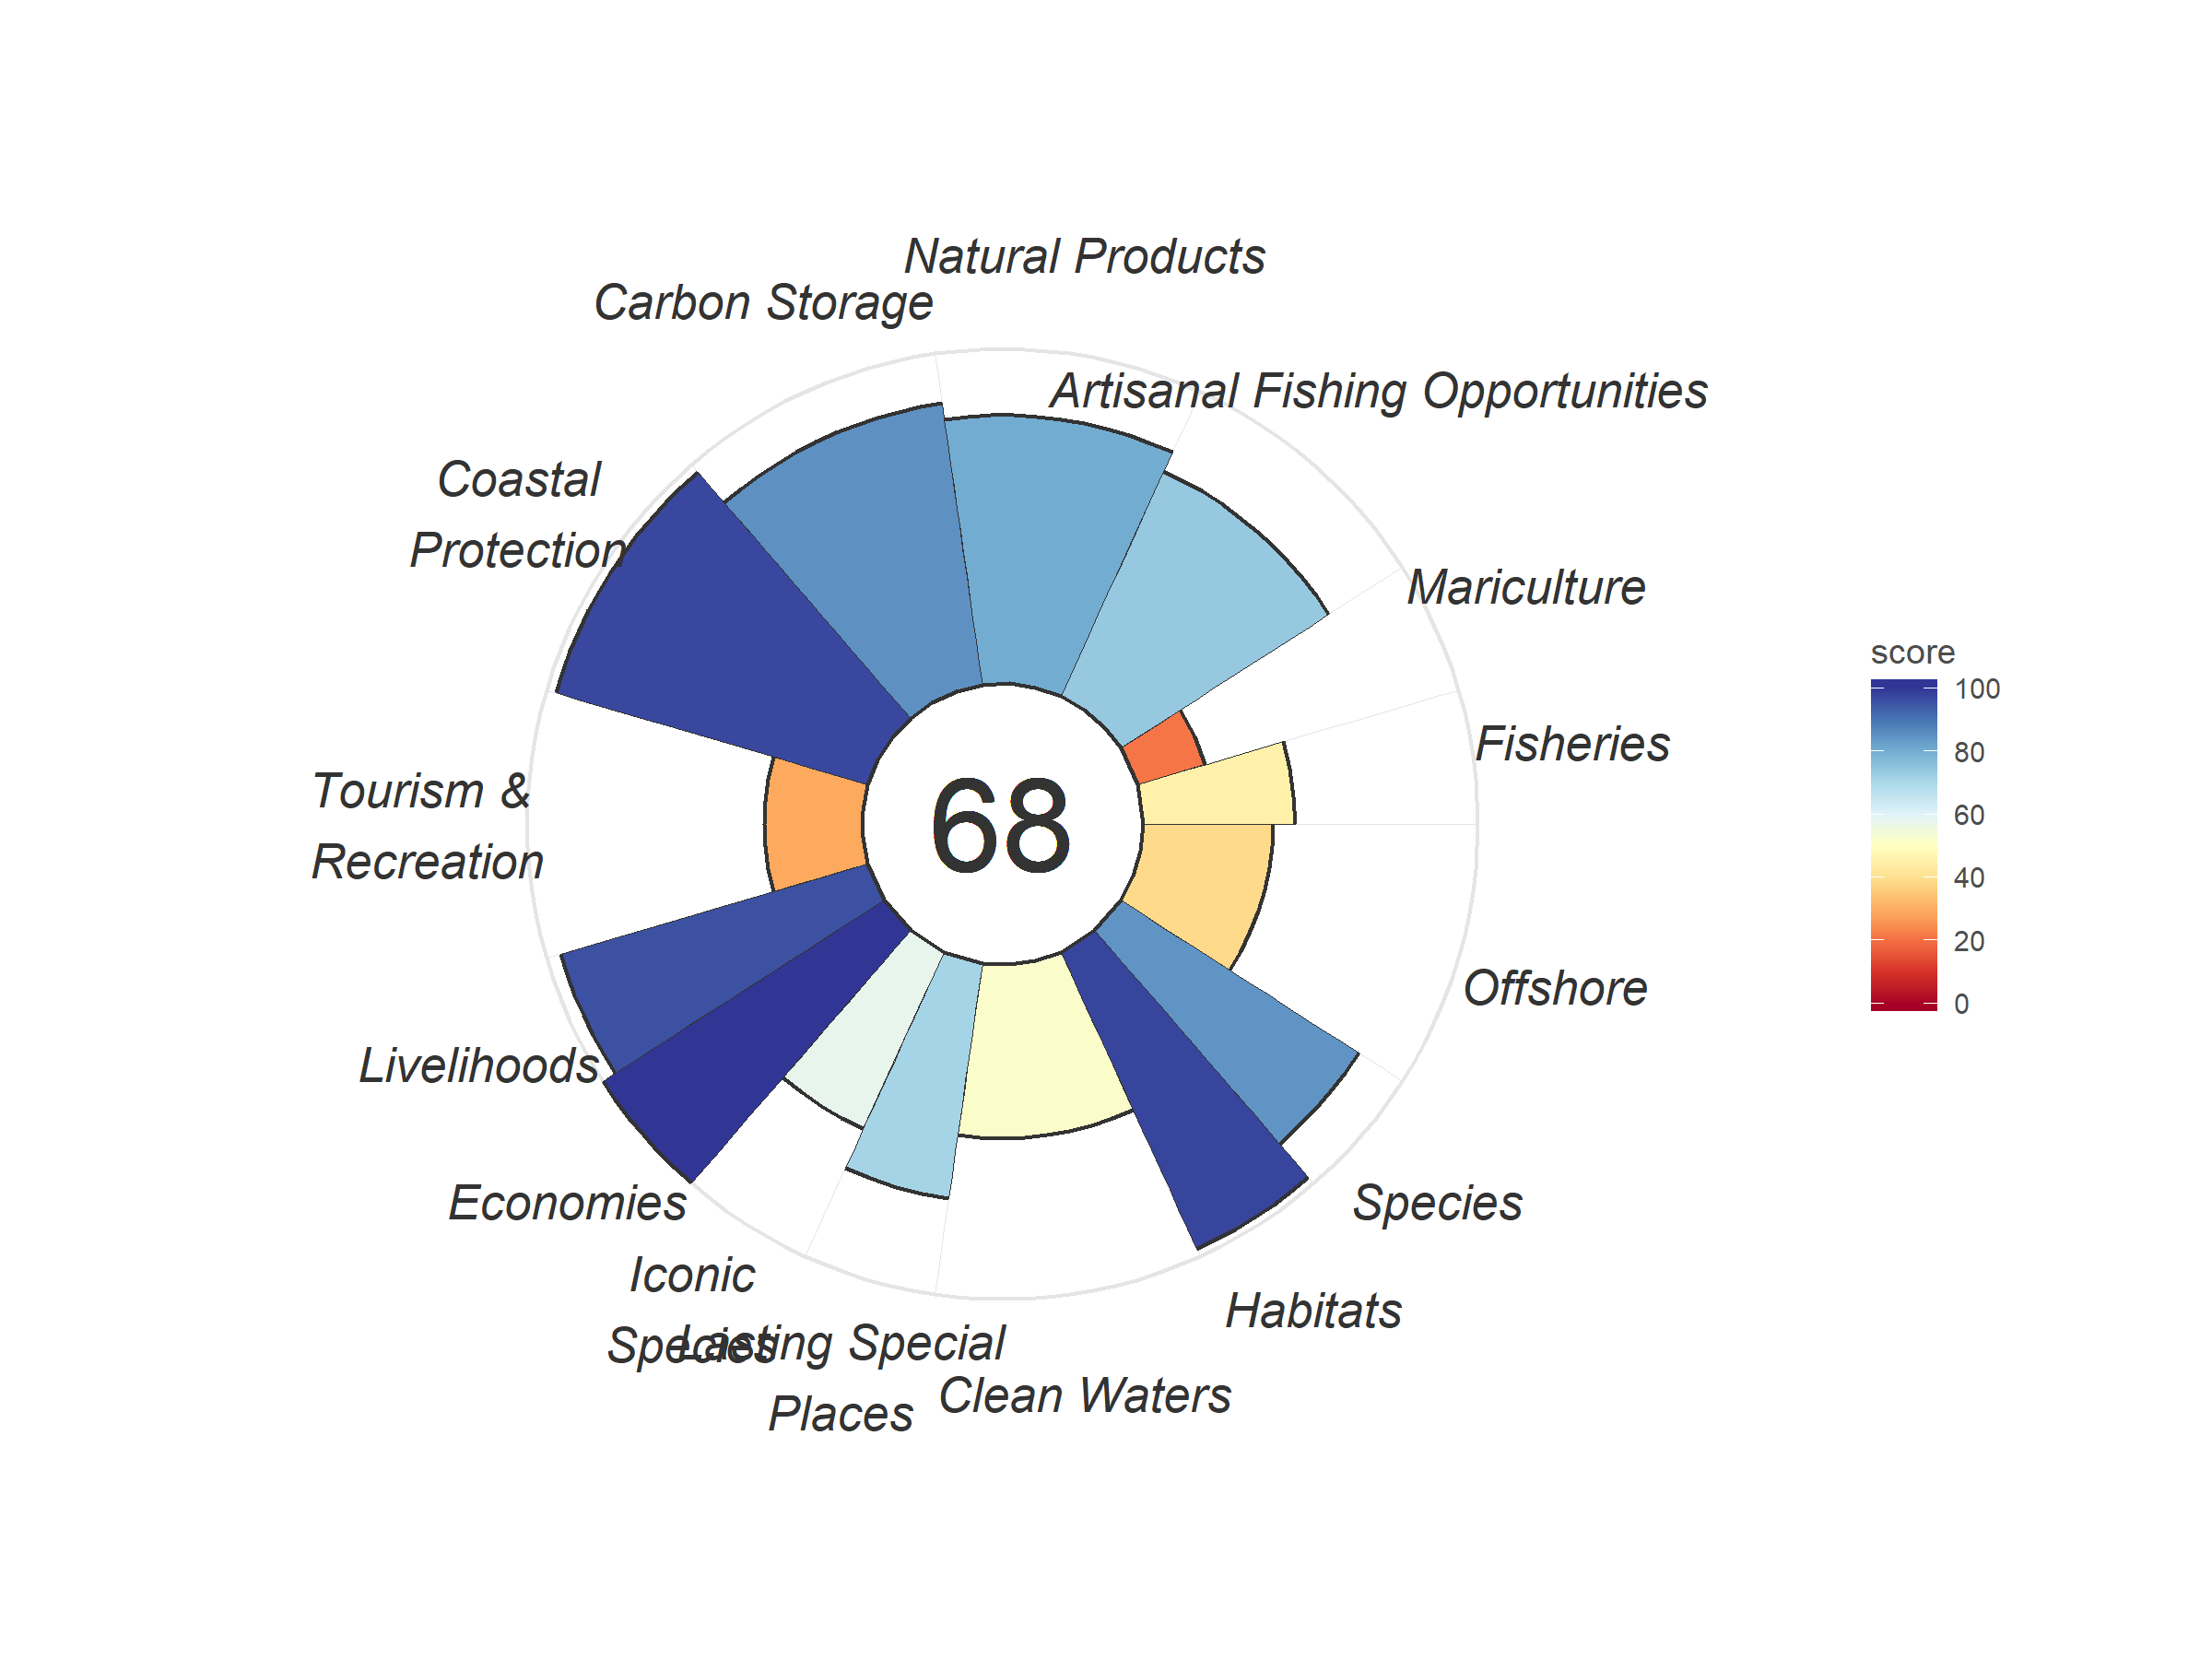 Natural Products
Carbon Storage
Artisanal Fishing Opportunities
Coastal
Protection
Mariculture
Fisheries
Tourism &
Recreation
68
Offshore
Livelihoods
Economies
Species
Iconic
Species
Habitats
Lasting Special
Places
Clean Waters
score
100
80
60
40
20
0